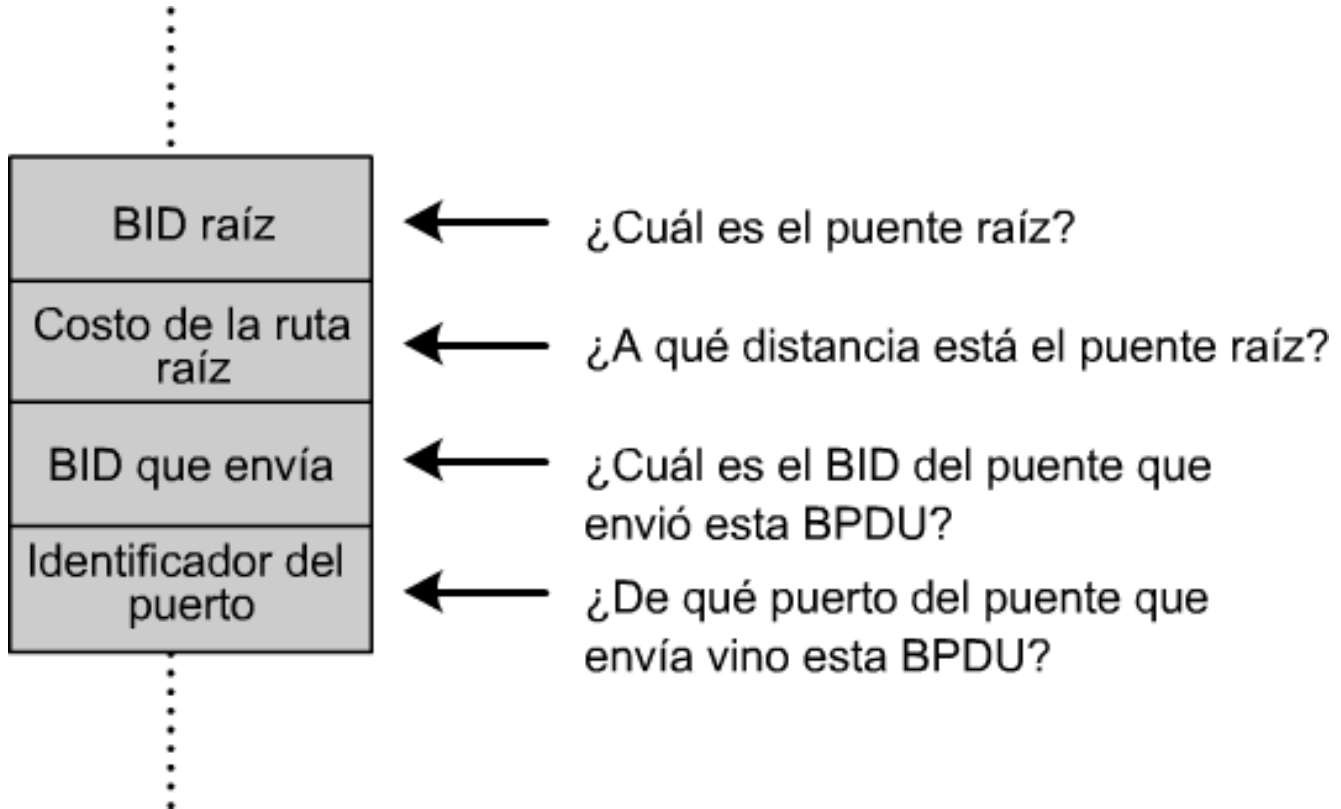 BID raíz
¿Cuál es el puente raíz?
Costo de la ruta
raíz
¿A qué distancia está el puente raíz?
BID que envía
¿Cuál es el BID del puente que
envió esta BPDU?
Identificador del
puerto
¿De qué puerto del puente que
envía vino esta BPDU?